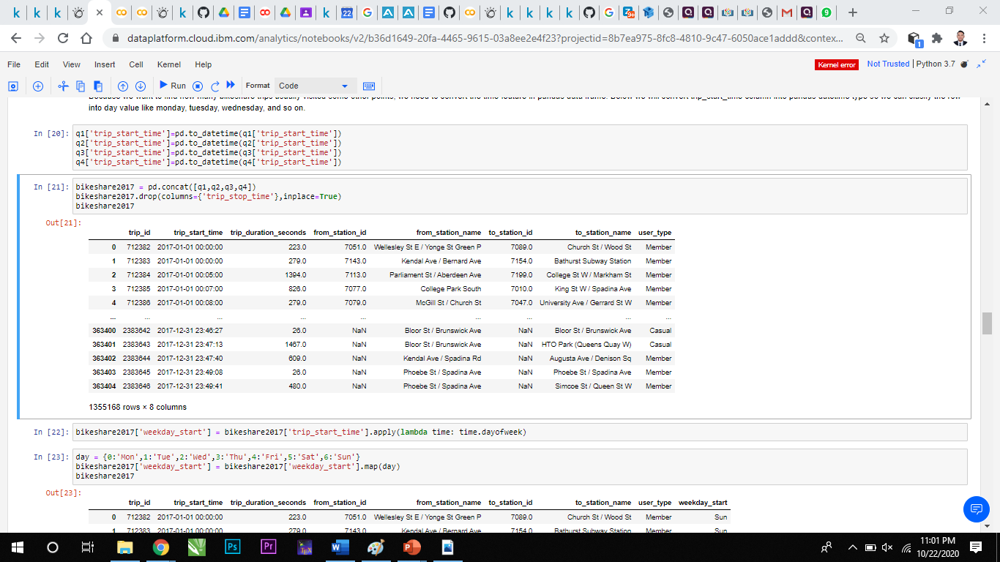 dataplatform.cloud.ibm.com/analytics/notebooks/v2/b36d1649-20fa-4465-9615-03a8ee2e4f23?projectid=8b7ea975-8fc8-4810-9c47-6050ace1addd&contex...
File Edit View Insert Cell Kernel Help Kernel error Not Trusted Python 3.7
Run Format Code
Because we want to find how many bikeshare trips usually visited some other points, we need to convert the time feature in pandas data frame. Below we will convert trip_start_time column into pandas datetime type so we can clasify the row
into day value like monday, tuesday, wednesday, and so on.
In [20]: q1['trip_start_time']=pd.to_datetime(q1['trip_start_time'])
q2['trip_start_time']=pd.to_datetime(q2['trip_start_time'])
q3['trip_start_time']=pd.to_datetime(q3['trip_start_time'])
q4['trip_start_time']=pd.to_datetime(q4['trip_start_time'])
In [21]: bikeshare2017 = pd.concat([q1,q2,q3,q4])
bikeshare2017.drop(columns={'trip_stop_time'},inplace=True)
bikeshare2017
Out[21]:
trip_id trip_start_time trip_duration_seconds from_station_id from_station_name to_station_id to_station_name user_type
0 712382 2017-01-01 00:00:00 223.0 7051.0 Wellesley St E / Yonge St Green P 7089.0 Church St / Wood St Member
1 712383 2017-01-01 00:00:00 279.0 7143.0 Kendal Ave / Bernard Ave 7154.0 Bathurst Subway Station Member
2 712384 2017-01-01 00:05:00 1394.0 7113.0 Parliament St / Aberdeen Ave 7199.0 College St W / Markham St Member
3 712385 2017-01-01 00:07:00 826.0 7077.0 College Park South 7010.0 King St W / Spadina Ave Member
4 712386 2017-01-01 00:08:00 279.0 7079.0 McGill St / Church St 7047.0 University Ave / Gerrard St W Member
... ... ... ... ... ... ... ... ...
363400 2383642 2017-12-31 23:46:27 26.0 NaN Bloor St / Brunswick Ave NaN Bloor St / Brunswick Ave Casual
363401 2383643 2017-12-31 23:47:13 1467.0 NaN Bloor St / Brunswick Ave NaN HTO Park (Queens Quay W) Casual
363402 2383644 2017-12-31 23:47:40 609.0 NaN Kendal Ave / Spadina Rd NaN Augusta Ave / Denison Sq Member
363403 2383645 2017-12-31 23:49:08 26.0 NaN Phoebe St / Spadina Ave NaN Phoebe St / Spadina Ave Member
363404 2383646 2017-12-31 23:49:41 480.0 NaN Phoebe St / Spadina Ave NaN Simcoe St / Queen St W Member
1355168 rows × 8 columns
In [22]: bikeshare2017['weekday_start'] = bikeshare2017['trip_start_time'].apply(lambda time: time.dayofweek)
In [23]: day = {0:'Mon',1:'Tue',2:'Wed',3:'Thu',4:'Fri',5:'Sat',6:'Sun'}
bikeshare2017['weekday_start'] = bikeshare2017['weekday_start'].map(day)
bikeshare2017
Out[23]:
trip_id trip_start_time trip_duration_seconds from_station_id from_station_name to_station_id to_station_name user_type weekday_start
0 712382 2017-01-01 00:00:00 223.0 7051.0 Wellesley St E / Yonge St Green P 7089.0 Church St / Wood St Member Sun
1 712383 2017-01-01 00:00:00 279.0 7143.0 Kendal Ave / Bernard Ave 7154.0 Bathurst Subway Station Member Sun
11:01 PM
10/22/2020